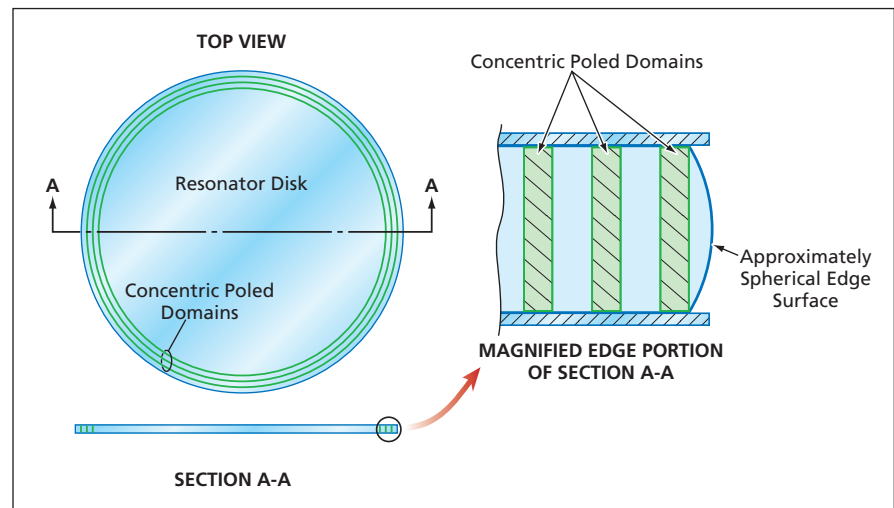 TOP VIEW
A
A
Resonator Disk
Concentric Poled
Domains
SECTION A-A
Concentric Poled Domains
Approximately
Spherical Edge
Surface
MAGNIFIED EDGE PORTION
OF SECTION A-A